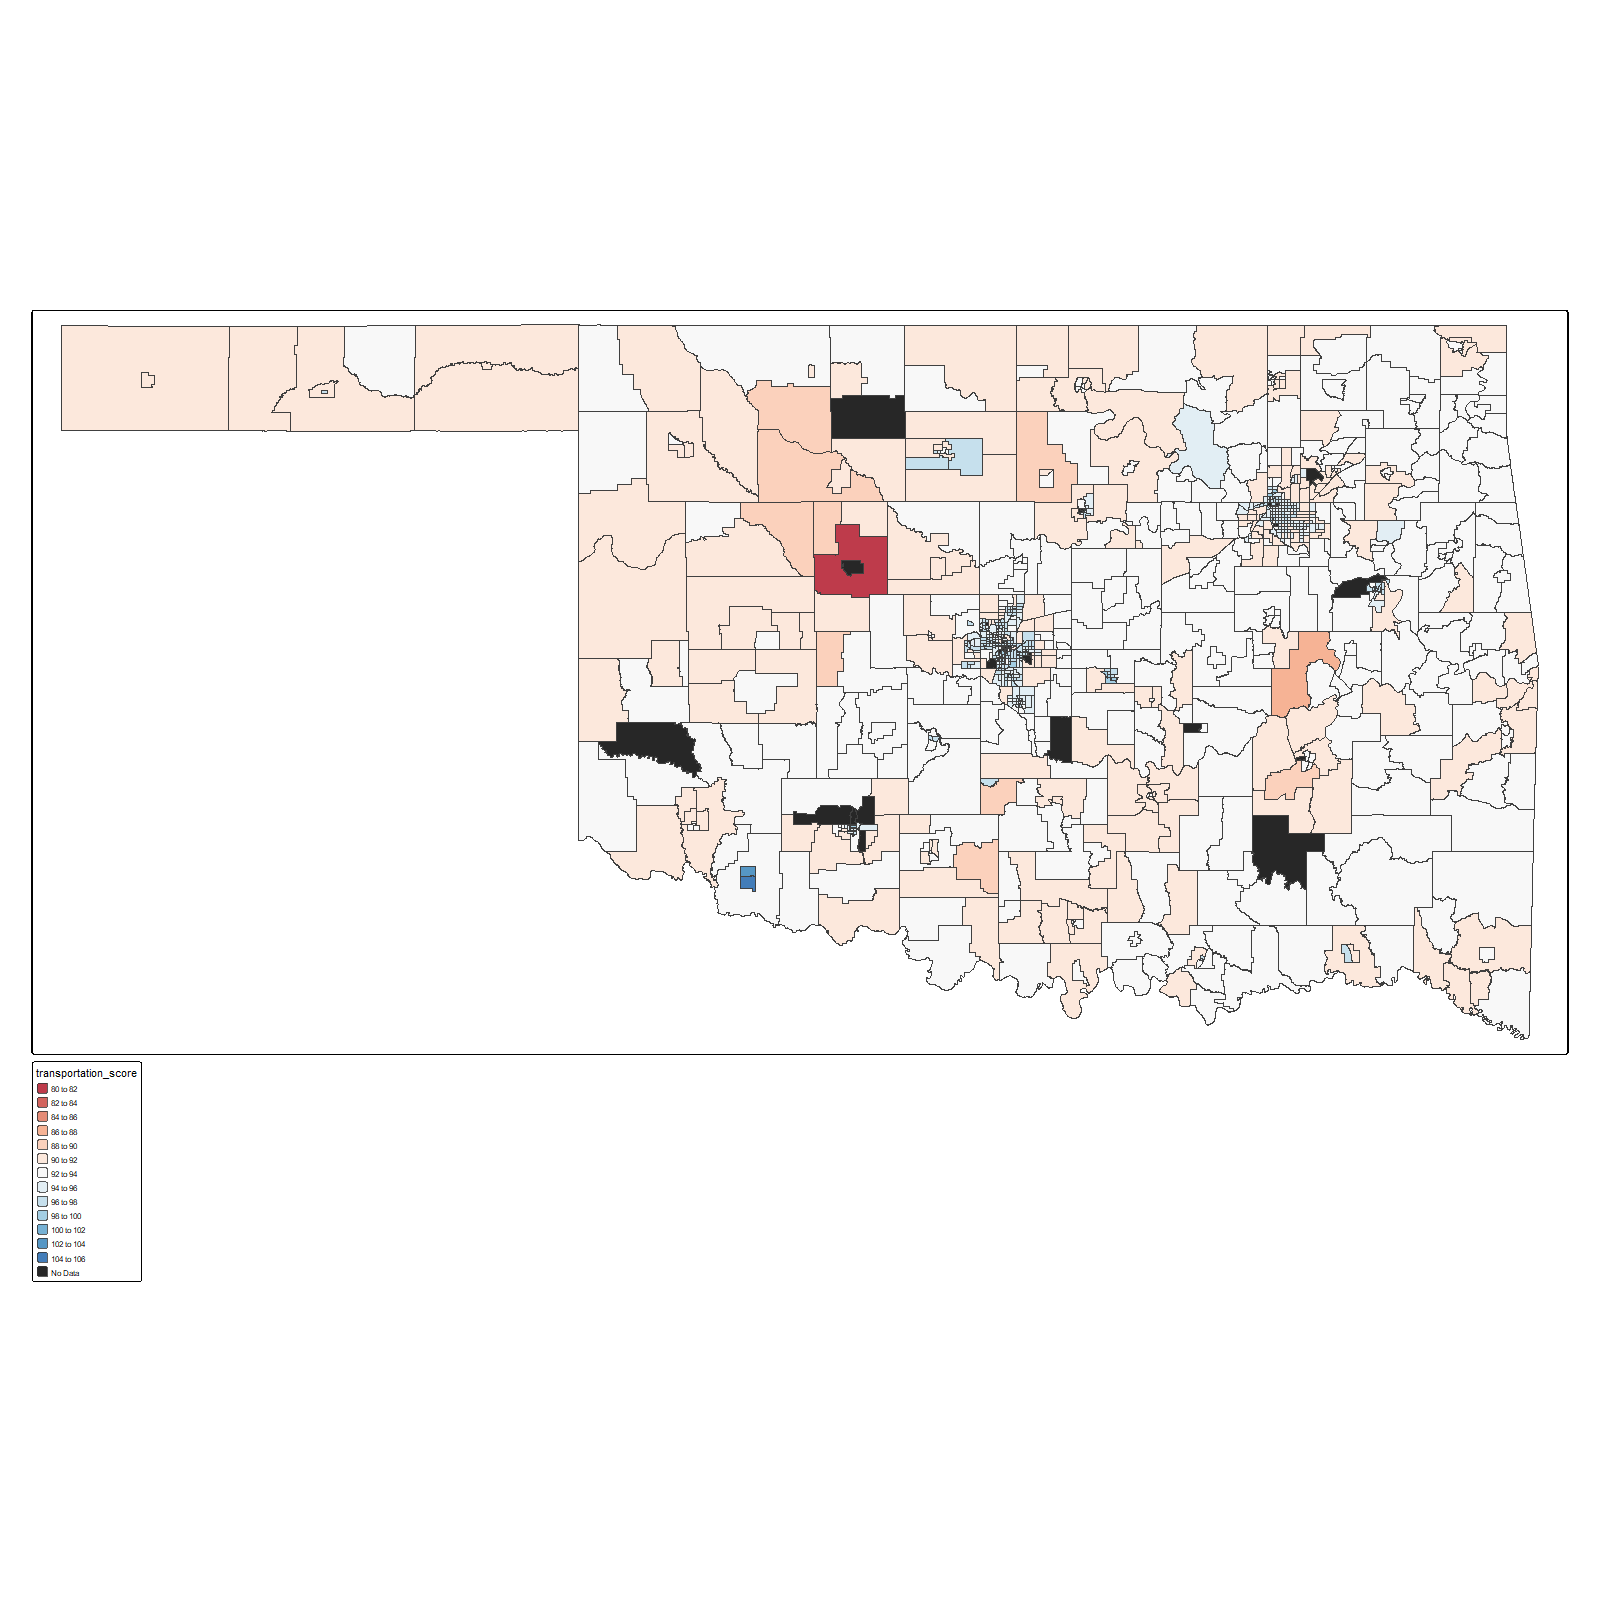 transportation_score
80 to 82
82 to 84
84 to 86
86 to 88
88 to 90
90 to 92
92 to 94
94 to 96
96 to 98
98 to 100
100 to 102
102 to 104
104 to 106
No Data